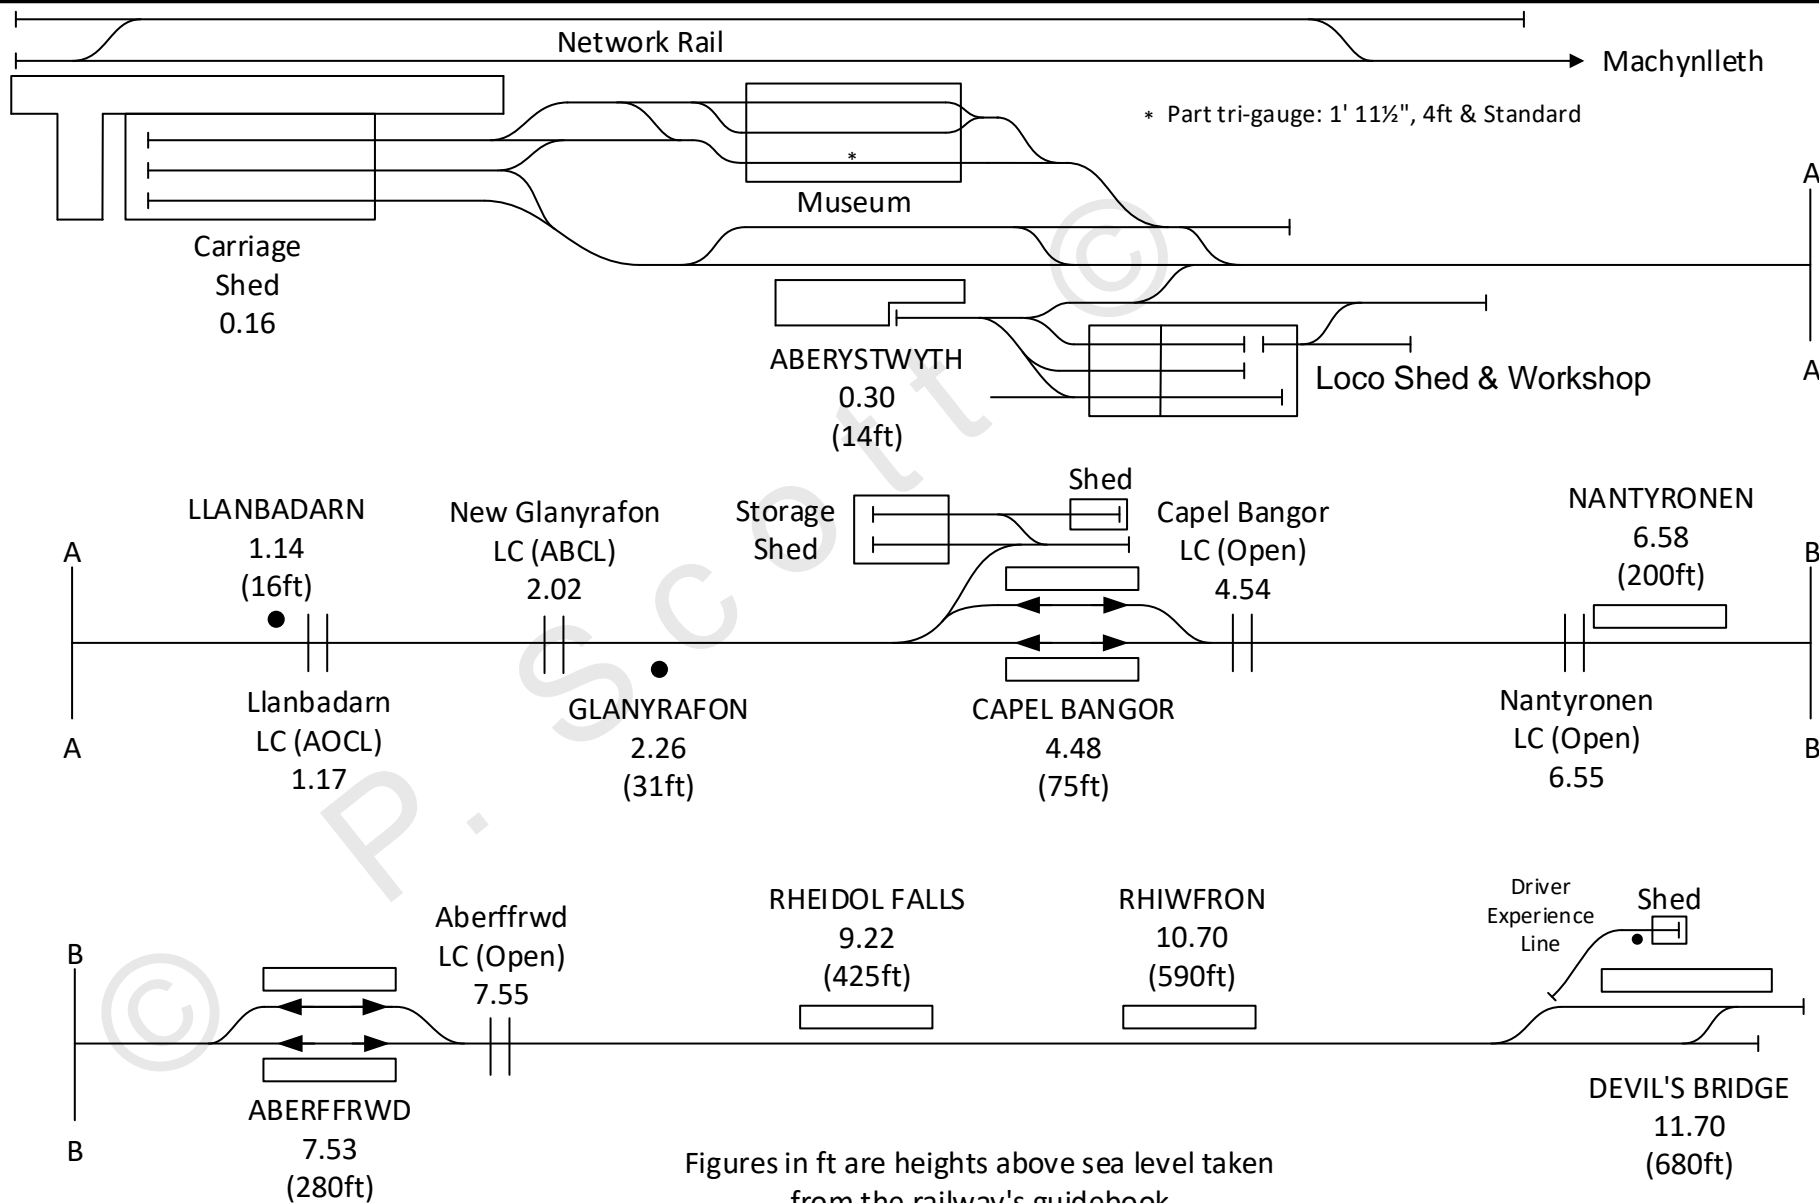 Network Rail
Machynlleth
* Part tri-gauge: 1' 11½", 4ft & Standard
*
Museum
A
A
Carriage
Shed
0.16
ABERYSTWYTH
0.30
(14ft)
Loco Shed & Workshop
A
A
LLANBADARN
1.14
(16ft)
Llanbadarn
LC (AOCL)
1.17
New Glanyrafon
LC (ABCL)
2.02
GLANYRAFON
2.26
(31ft)
Storage
Shed
Shed
CAPEL BANGOR
4.48
(75ft)
Capel Bangor
LC (Open)
4.54
NANTYRONEN
6.58
(200ft)
Nantyronen
LC (Open)
6.55
B
B
B
B
ABERFFRWD
7.53
(280ft)
Aberffrwd
LC (Open)
7.55
RHEIDOL FALLS
9.22
(425ft)
RHIWFRON
10.70
(590ft)
Driver
Experience
Line
Shed
DEVIL'S BRIDGE
11.70
(680ft)
Figures in ft are heights above sea level taken
from the railway's guidebook
© P. Scott ©